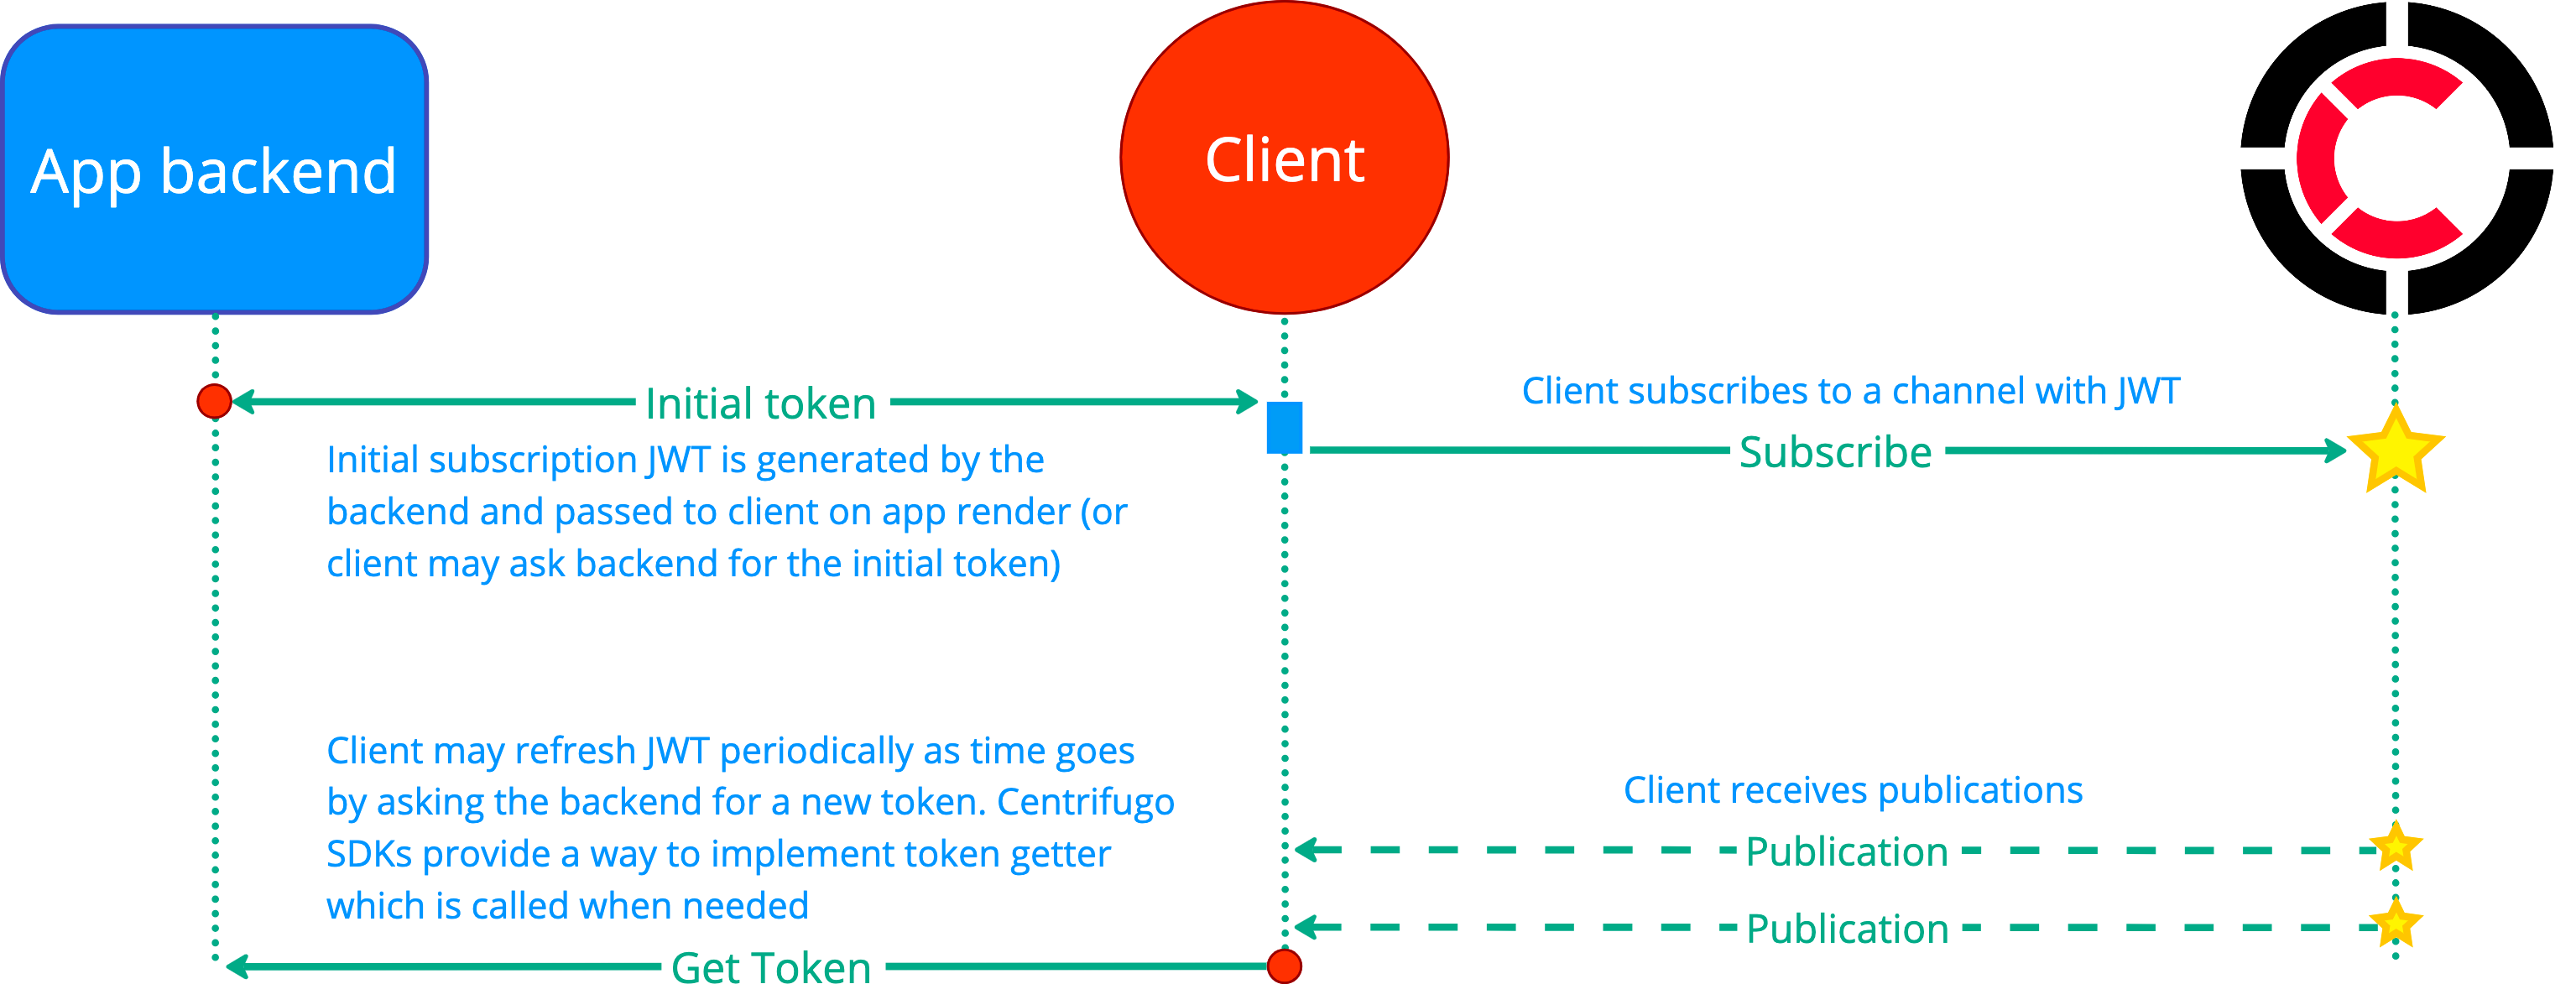 App backend
Client
Initial token
Initial subscription JWT is generated by the
backend and passed to client on app render (or
client may ask backend for the initial token)
Client subscribes to a channel with JWT
Subscribe
Client may refresh JWT periodically as time goes
by asking the backend for a new token. Centrifugo
SDKs provide a way to implement token getter
which is called when needed
Client receives publications
Publication
Publication
Get Token